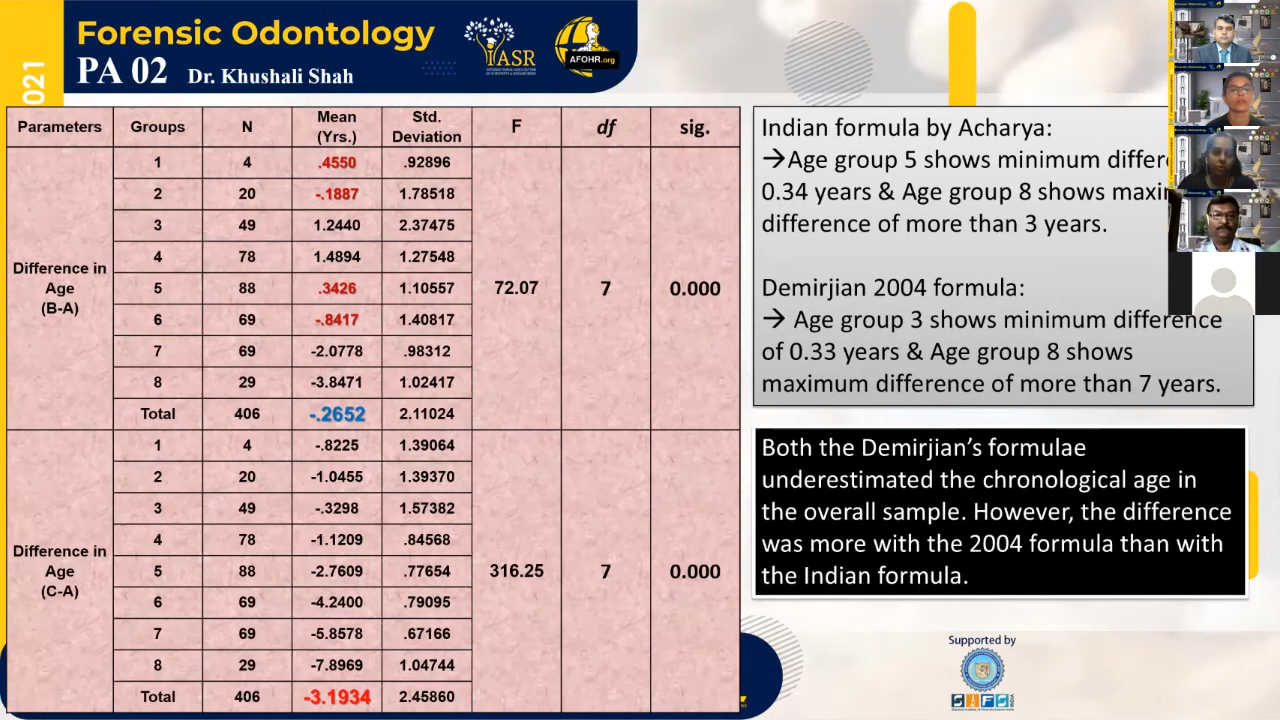 Forensic Odontology
PA 02 Dr. Khushali Shah
021
IASR
AFOHR.org
Parameters Groups N Mean (Yrs.) Std. Deviation F df sig.
Difference in Age (B-A)
1 4 .4550 .92896
2 20 -.1887 1.78518
3 49 1.2440 2.37475
4 78 1.4894 1.27548
5 88 .3426 1.10557 72.07 7 0.000
6 69 -.8417 1.40817
7 69 -2.0778 .98312
8 29 -3.8471 1.02417
Total 406 -.2652 2.11024
Difference in Age (C-A)
1 4 -.8225 1.39064
2 20 -1.0455 1.39370
3 49 -.3298 1.57382
4 78 -1.1209 .84568
5 88 -2.7609 .77654 316.25 7 0.000
6 69 -4.2400 .79095
7 69 -5.8578 .67166
8 29 -7.8969 1.04744
Total 406 -3.1934 2.45860
Indian formula by Acharya:
→Age group 5 shows minimum differe
0.34 years & Age group 8 shows maxi
difference of more than 3 years.
Demirjian 2004 formula:
→ Age group 3 shows minimum difference
of 0.33 years & Age group 8 shows
maximum difference of more than 7 years.
Both the Demirjian’s formulae
underestimated the chronological age in
the overall sample. However, the difference
was more with the 2004 formula than with
the Indian formula.
Supported by
SIFS
INDIA